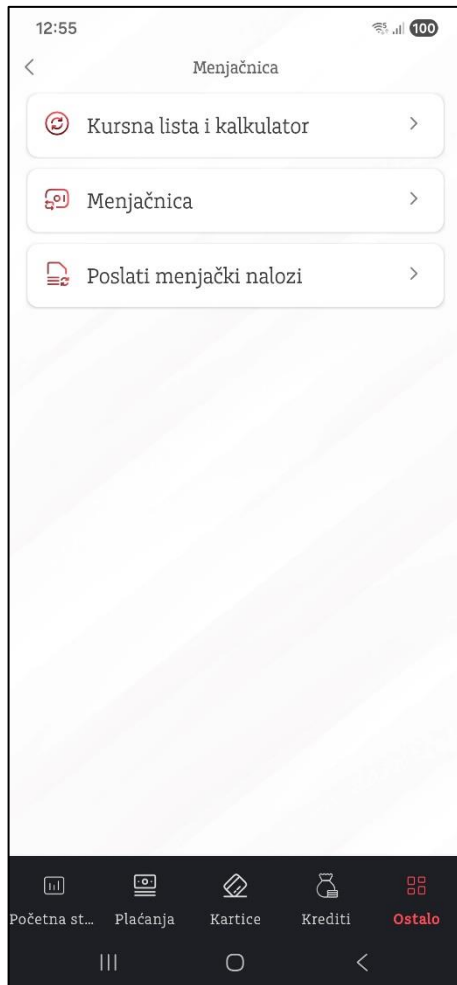 12:55
100
Menjačnica
Kursna lista i kalkulator
Menjačnica
Poslati menjački nalozi
Početna st... Plaćanja Kartice Krediti Ostalo